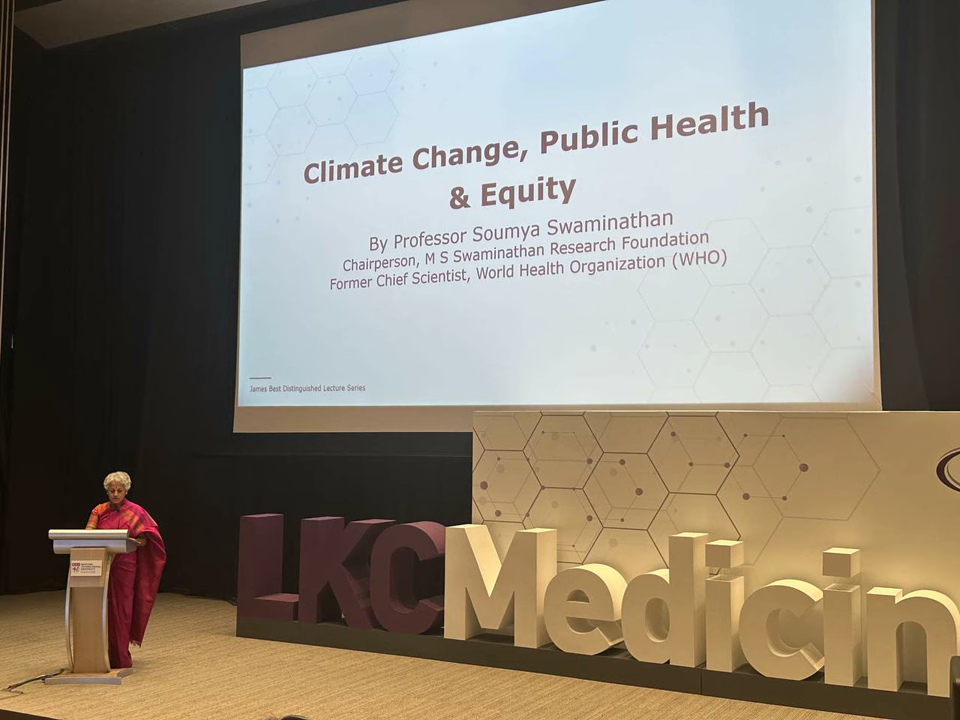 Climate Change, Public Health
& Equity
By Professor Soumya Swaminathan
Chairperson, M S Swaminathan Research Foundation
Former Chief Scientist, World Health Organization (WHO)
James Best Distinguished Lecture Series
LKCMedicin